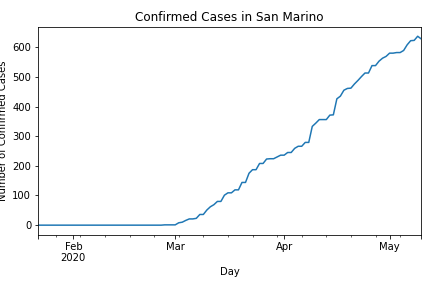 Confirmed Cases in San Marino
Number of Confirmed Cases
600
500
400
300
200
100
0
Feb
2020
Mar
Apr
May
Day